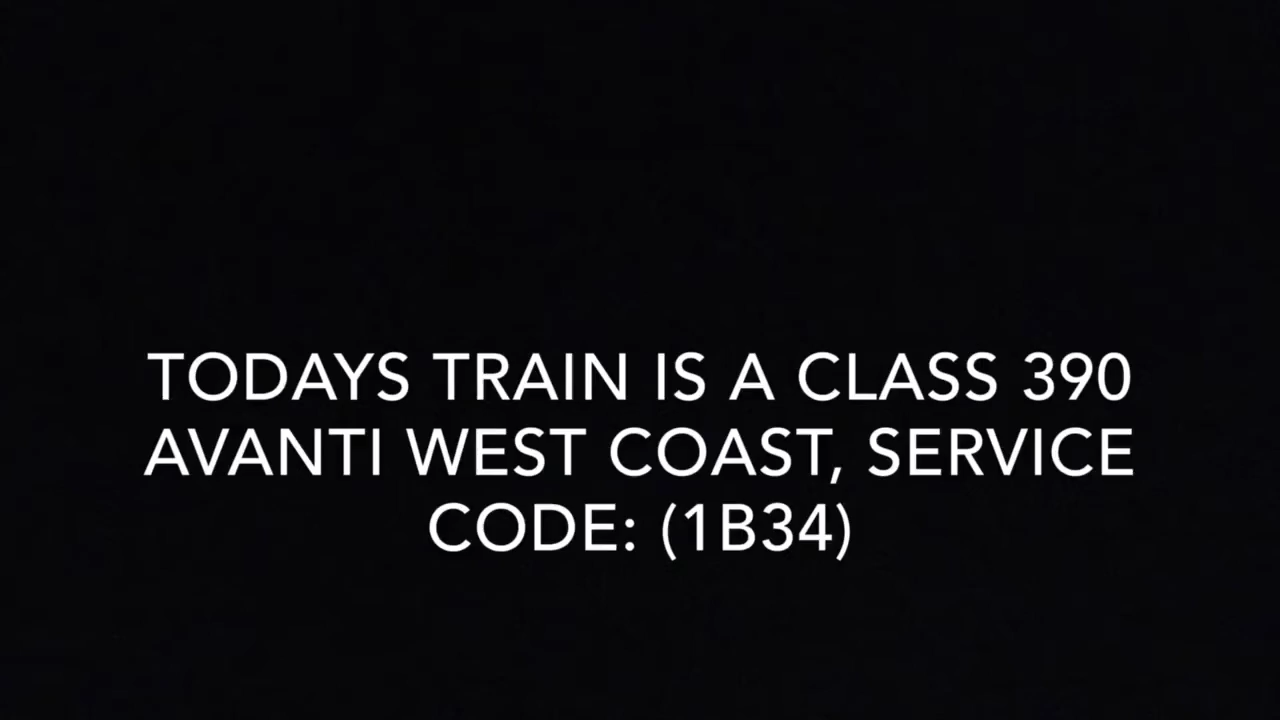 TODAYS TRAIN IS A CLASS 390
AVANTI WEST COAST, SERVICE
CODE: (1B34)